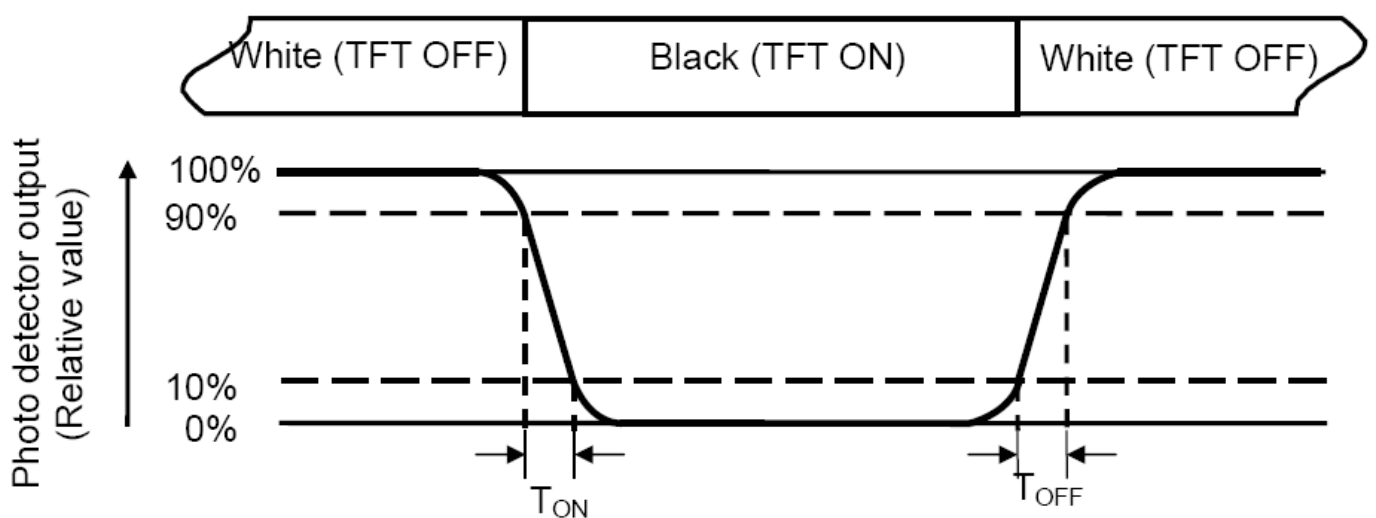 White (TFT OFF)
Black (TFT ON)
White (TFT OFF)
Photo detector output
(Relative value)
100%
90%
10%
0%
TON
TOFF